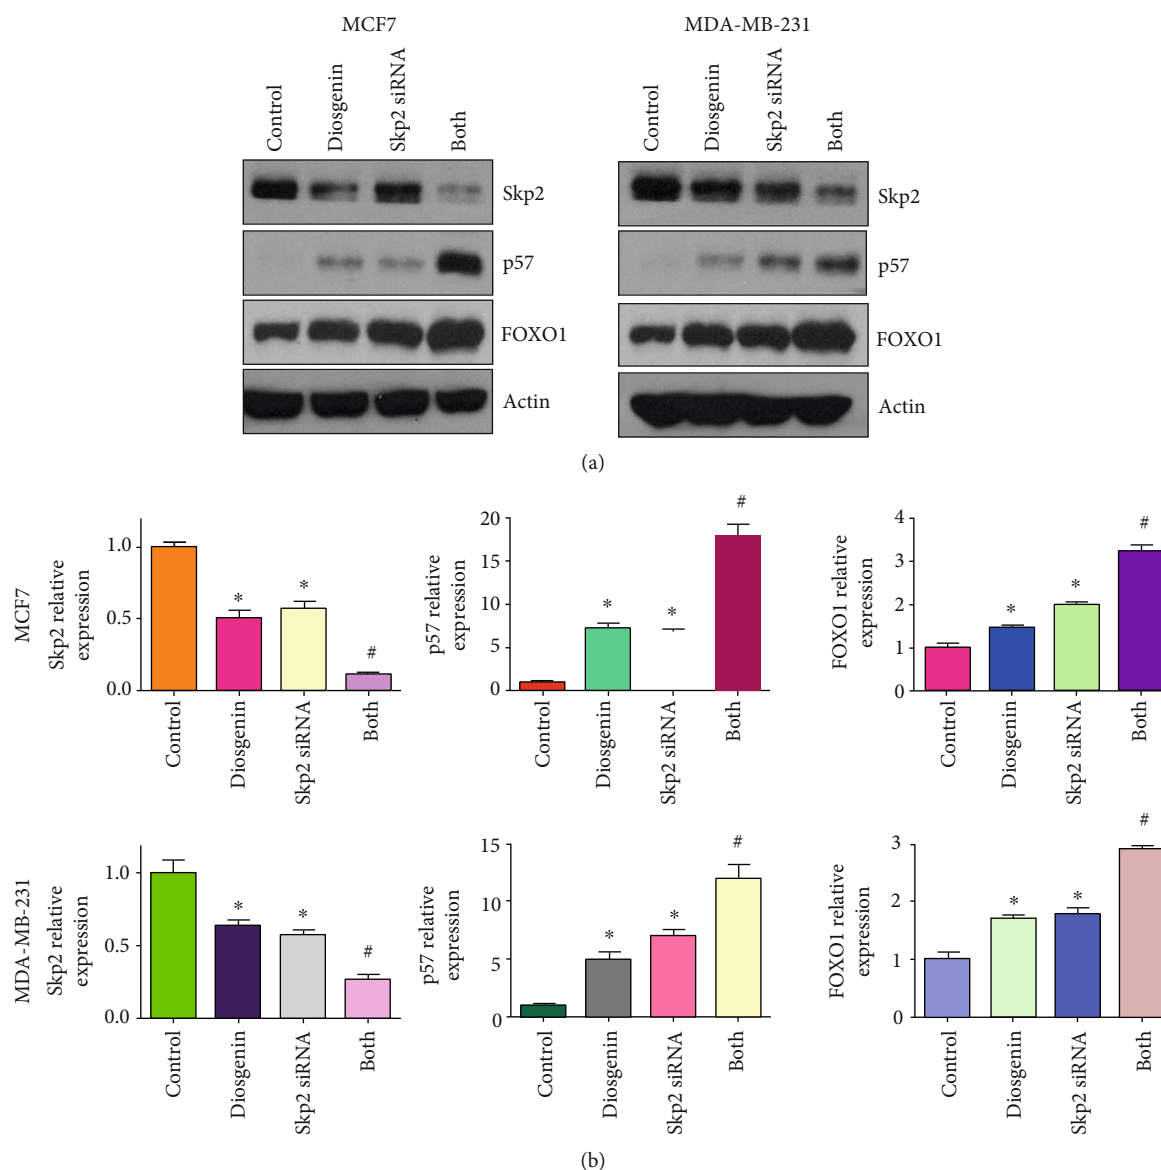 MCF7
MDA-MB-231
Control
Diosgenin
Skp2 siRNA
Both
Control
Diosgenin
Skp2 siRNA
Both
Skp2
p57
FOXO1
Actin
Skp2
p57
FOXO1
Actin
(a)
MCF7
Skp2 relative
expression
1.0
0.5
0.0
*
*
#
Control
Diosgenin
Skp2 siRNA
Both
p57 relative
expression
20
15
10
5
0
*
*
#
Control
Diosgenin
Skp2 siRNA
Both
FOXO1 relative
expression
4
3
2
1
0
*
*
#
Control
Diosgenin
Skp2 siRNA
Both
MDA-MB-231
Skp2 relative
expression
1.0
0.5
0.0
*
*
#
Control
Diosgenin
Skp2 siRNA
Both
p57 relative
expression
15
10
5
0
*
*
#
Control
Diosgenin
Skp2 siRNA
Both
FOXO1 relative
expression
3
2
1
0
*
*
#
Control
Diosgenin
Skp2 siRNA
Both
(b)